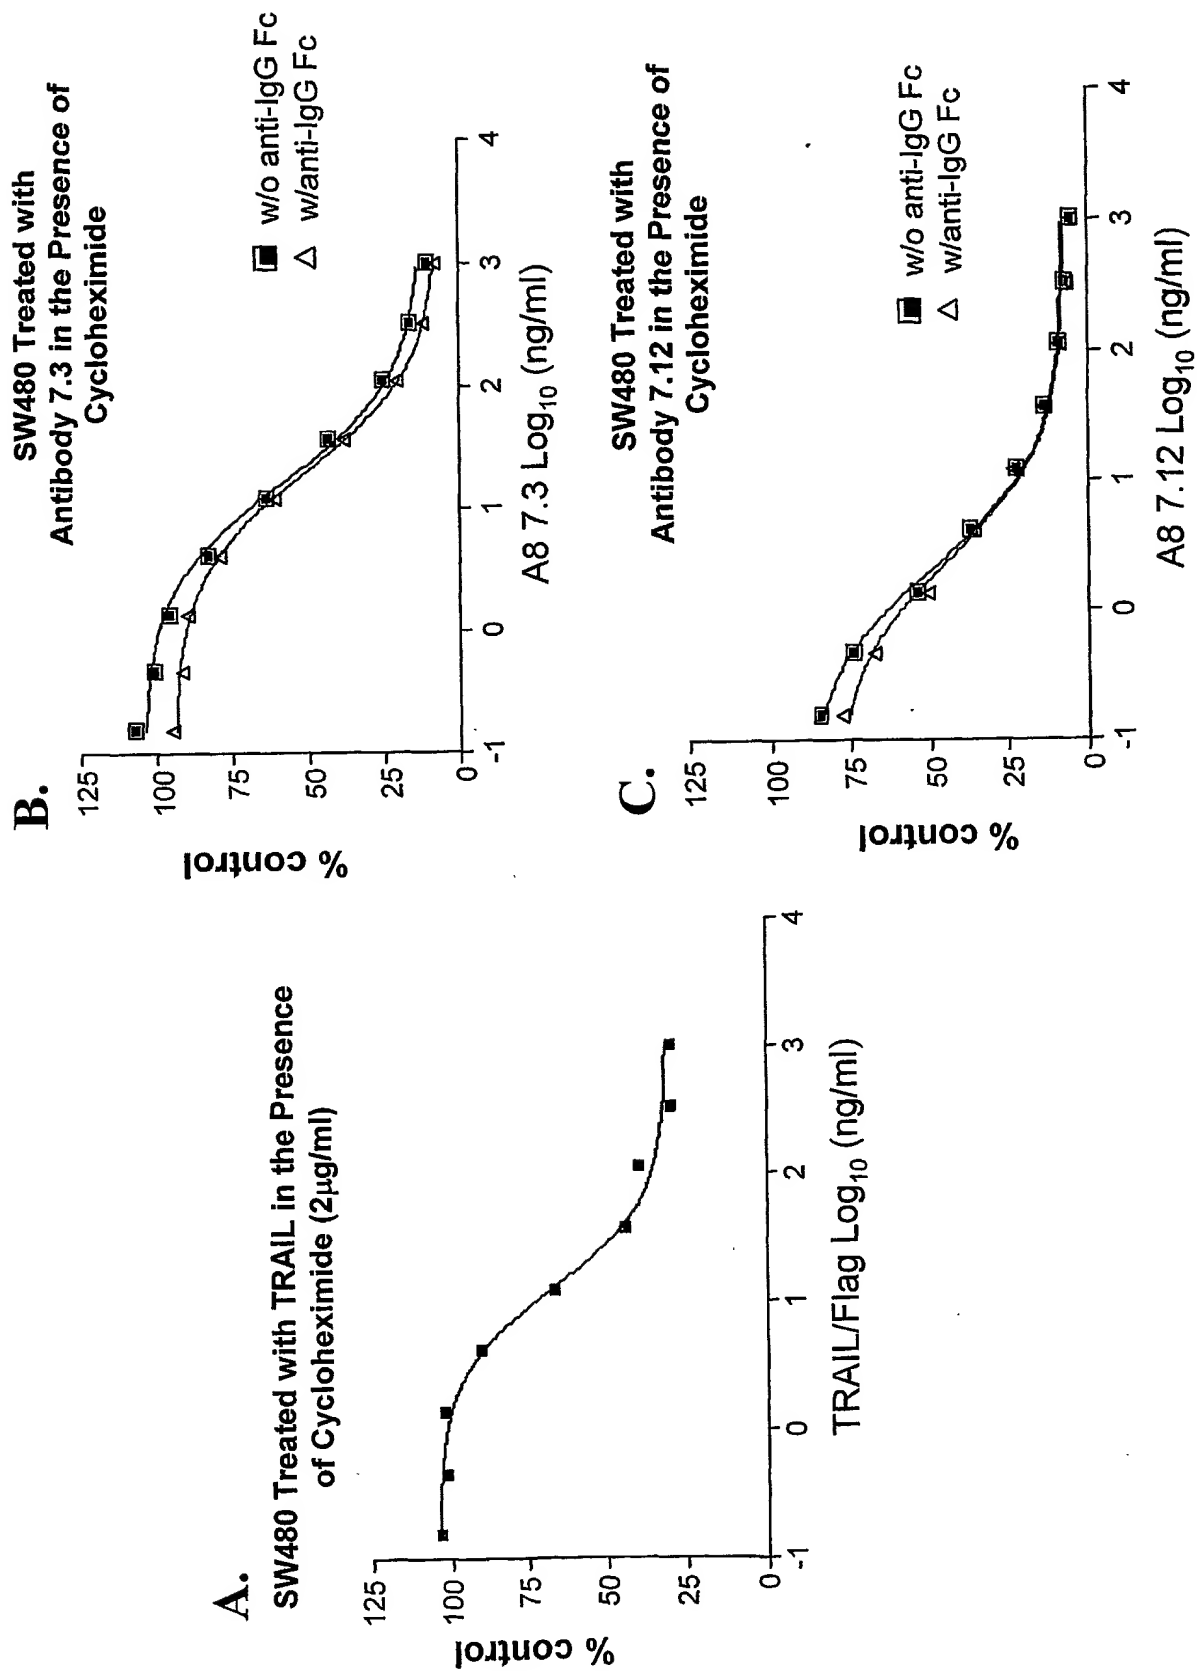 A.
SW480 Treated with TRAIL in the Presence
of Cycloheximide (2μg/ml)
% control
125
100
75
50
25
0
-1
0
1
2
3
4
TRAIL/Flag Log10 (ng/ml)
B.
SW480 Treated with
Antibody 7.3 in the Presence of
Cycloheximide
w/o anti-IgG Fc
w/anti-IgG Fc
% control
125
100
75
50
25
0
-1
0
1
2
3
4
A8 7.3 Log10 (ng/ml)
C.
SW480 Treated with
Antibody 7.12 in the Presence of
Cycloheximide
w/o anti-IgG Fc
w/anti-IgG Fc
% control
125
100
75
50
25
0
-1
0
1
2
3
4
A8 7.12 Log10 (ng/ml)